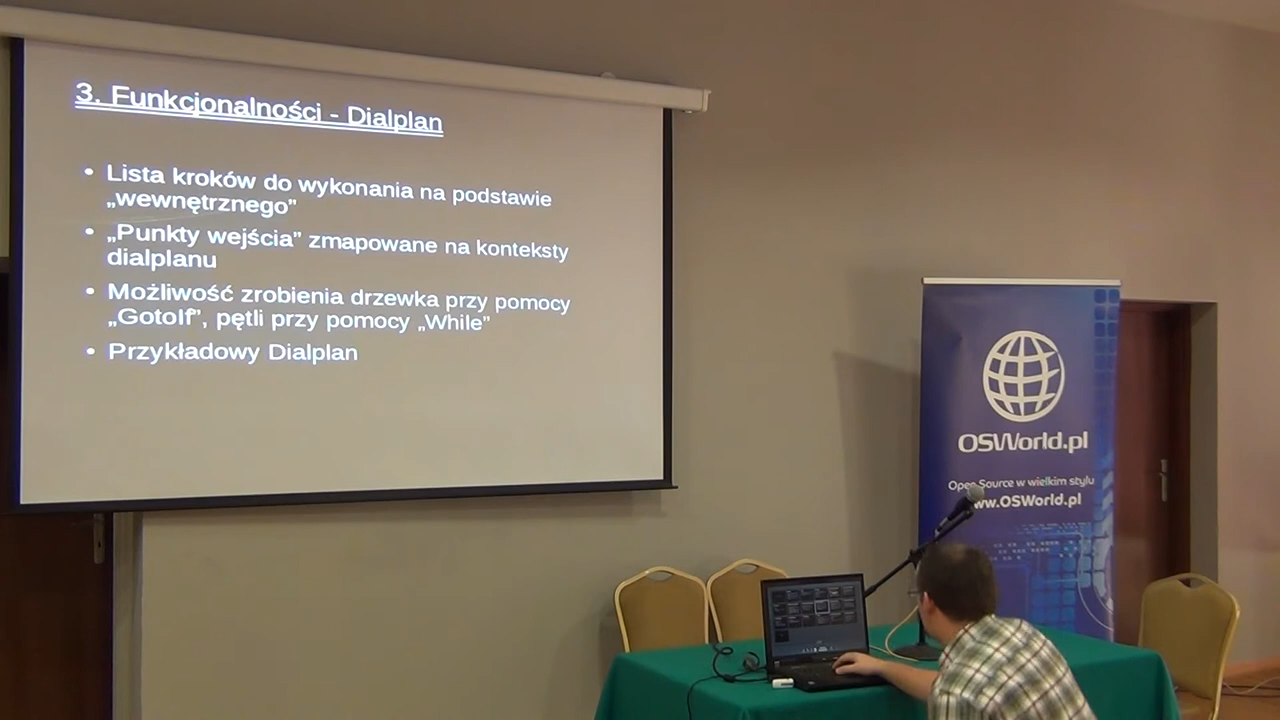 3. Funkcjonalności - Dialplan
• Lista kroków do wykonania na podstawie
„wewnętrznego”
• „Punkty wejścia” zmapowane na konteksty
dialplanu
• Możliwość zrobienia drzewka przy pomocy
„GotoIf”, pętli przy pomocy „While”
• Przykładowy Dialplan
OSWorld.pl
Open Source w wielkim stylu
www.OSWorld.pl